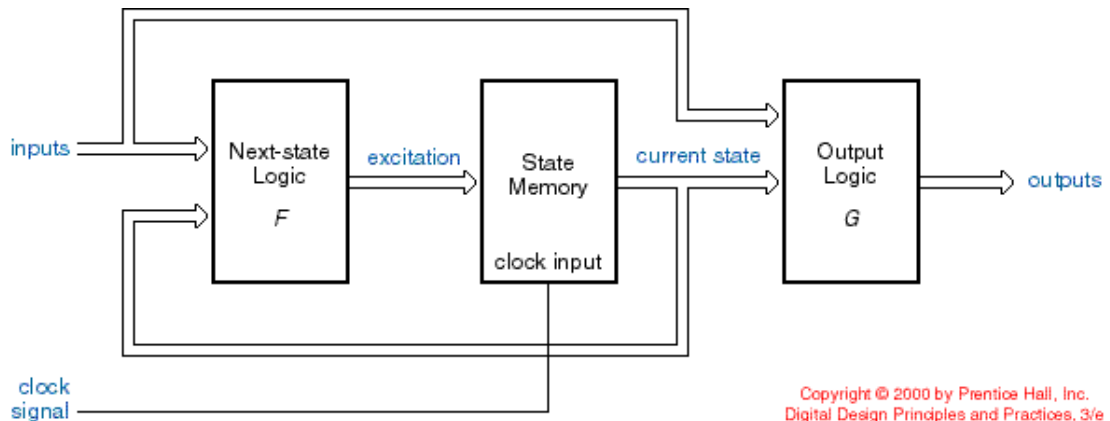 inputs
Next-state
Logic
F
excitation
State
Memory
clock input
current state
Output
Logic
G
outputs
clock
signal
Copyright © 2000 by Prentice Hall, Inc.
Digital Design Principles and Practices, 3/e